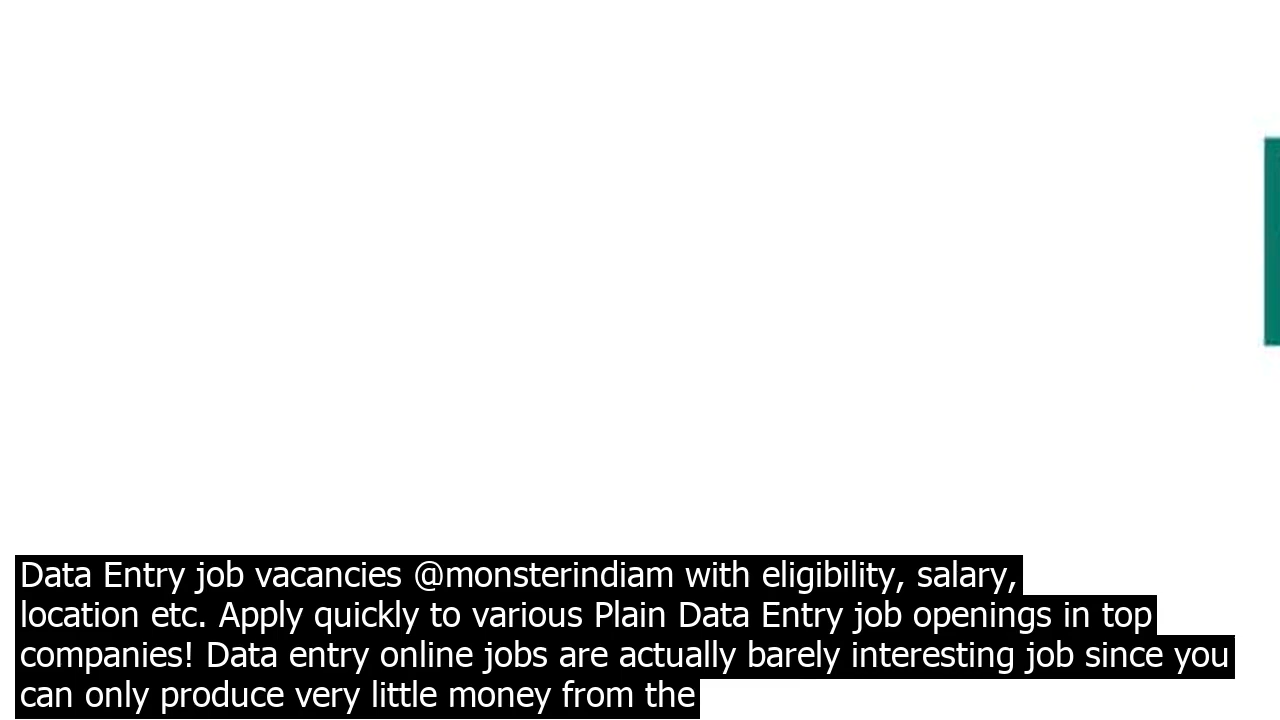 Data Entry job vacancies @monsterindiam with eligibility, salary,
location etc. Apply quickly to various Plain Data Entry job openings in top
companies! Data entry online jobs are actually barely interesting job since you
can only produce very little money from the